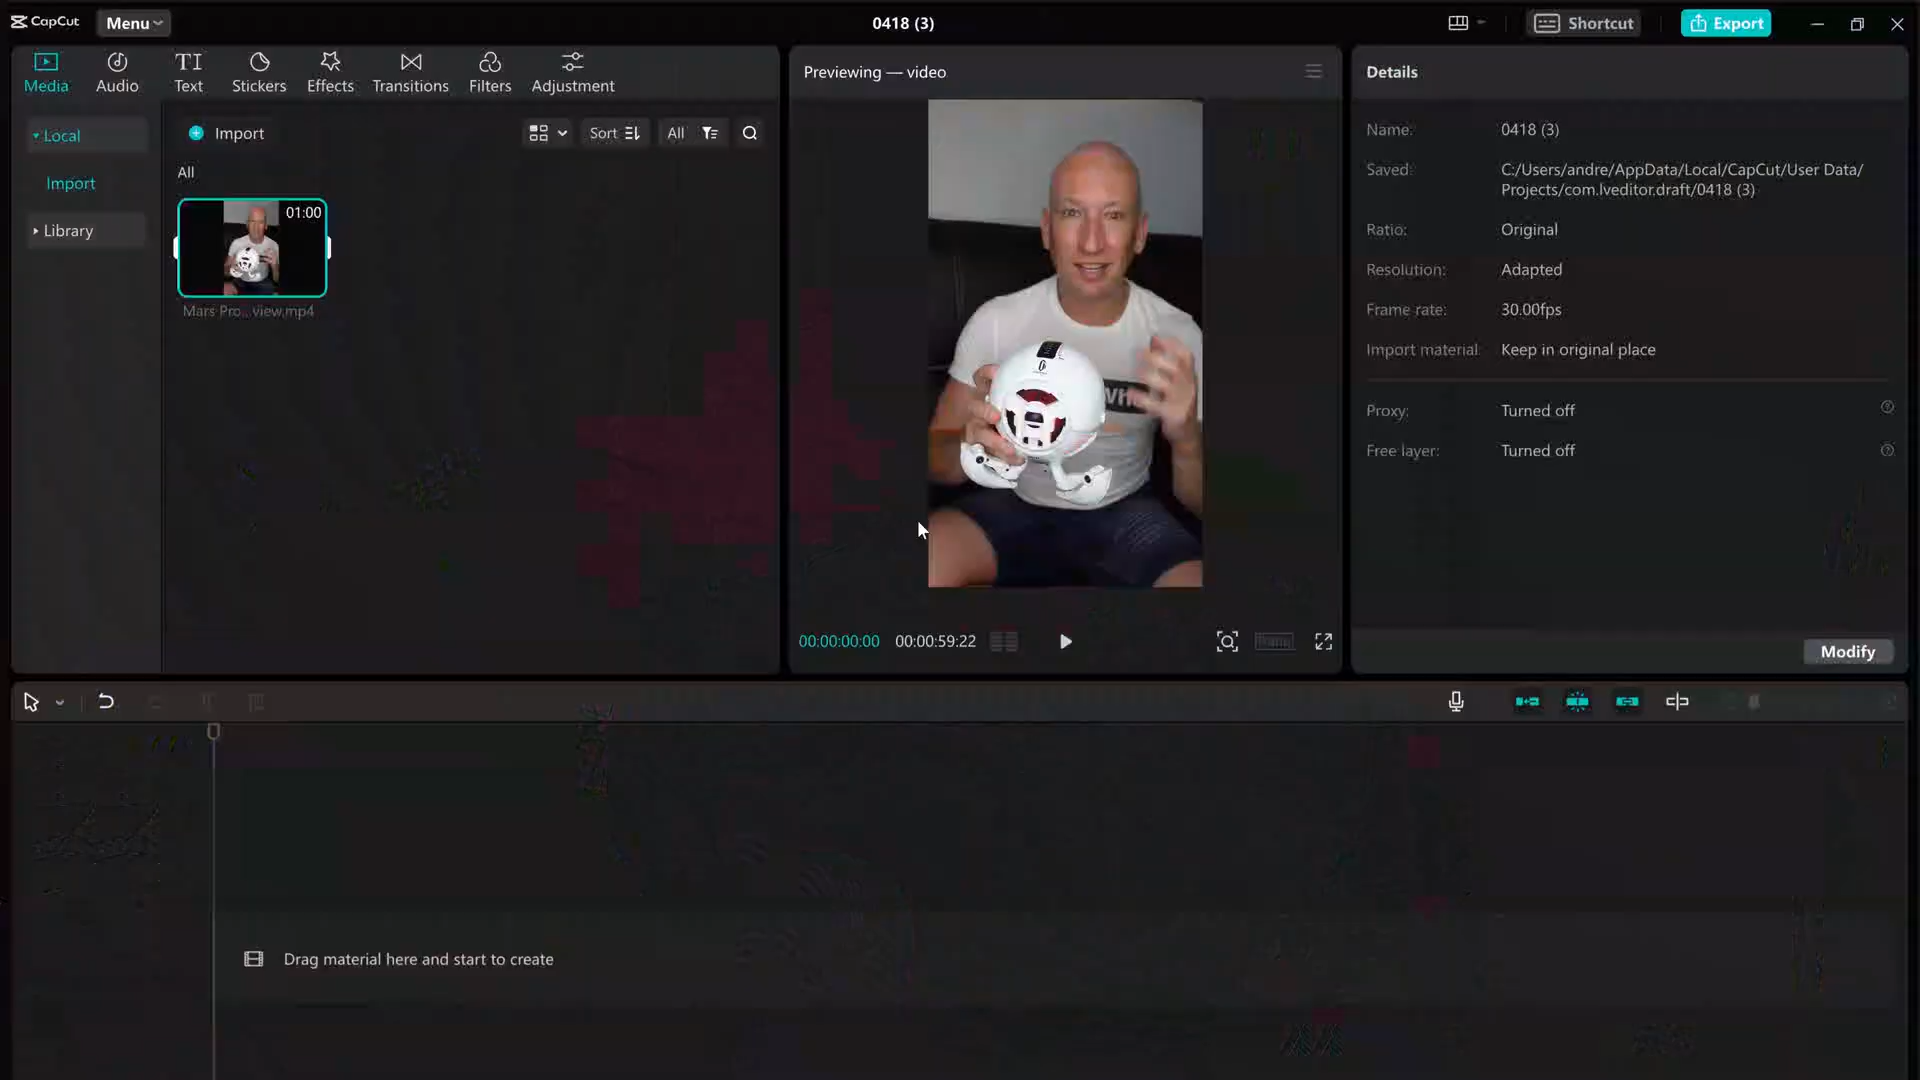 CapCut
Menu
0418 (3)
Shortcut
Export
Media
Audio
TI
Text
Stickers
Effects
Transitions
Filters
Adjustment
Local
Import
Library
Import
Sort
All
All
01:00
Mars Pro...view.mp4
Previewing — video
00:00:00:00
00:00:59:22
Details
Name:
0418 (3)
Saved:
C:/Users/andre/AppData/Local/CapCut/User Data/
Projects/com.lveditor.draft/0418 (3)
Ratio:
Original
Resolution:
Adapted
Frame rate:
30.00fps
Import material:
Keep in original place
Proxy:
Turned off
Free layer:
Turned off
Modify
Drag material here and start to create